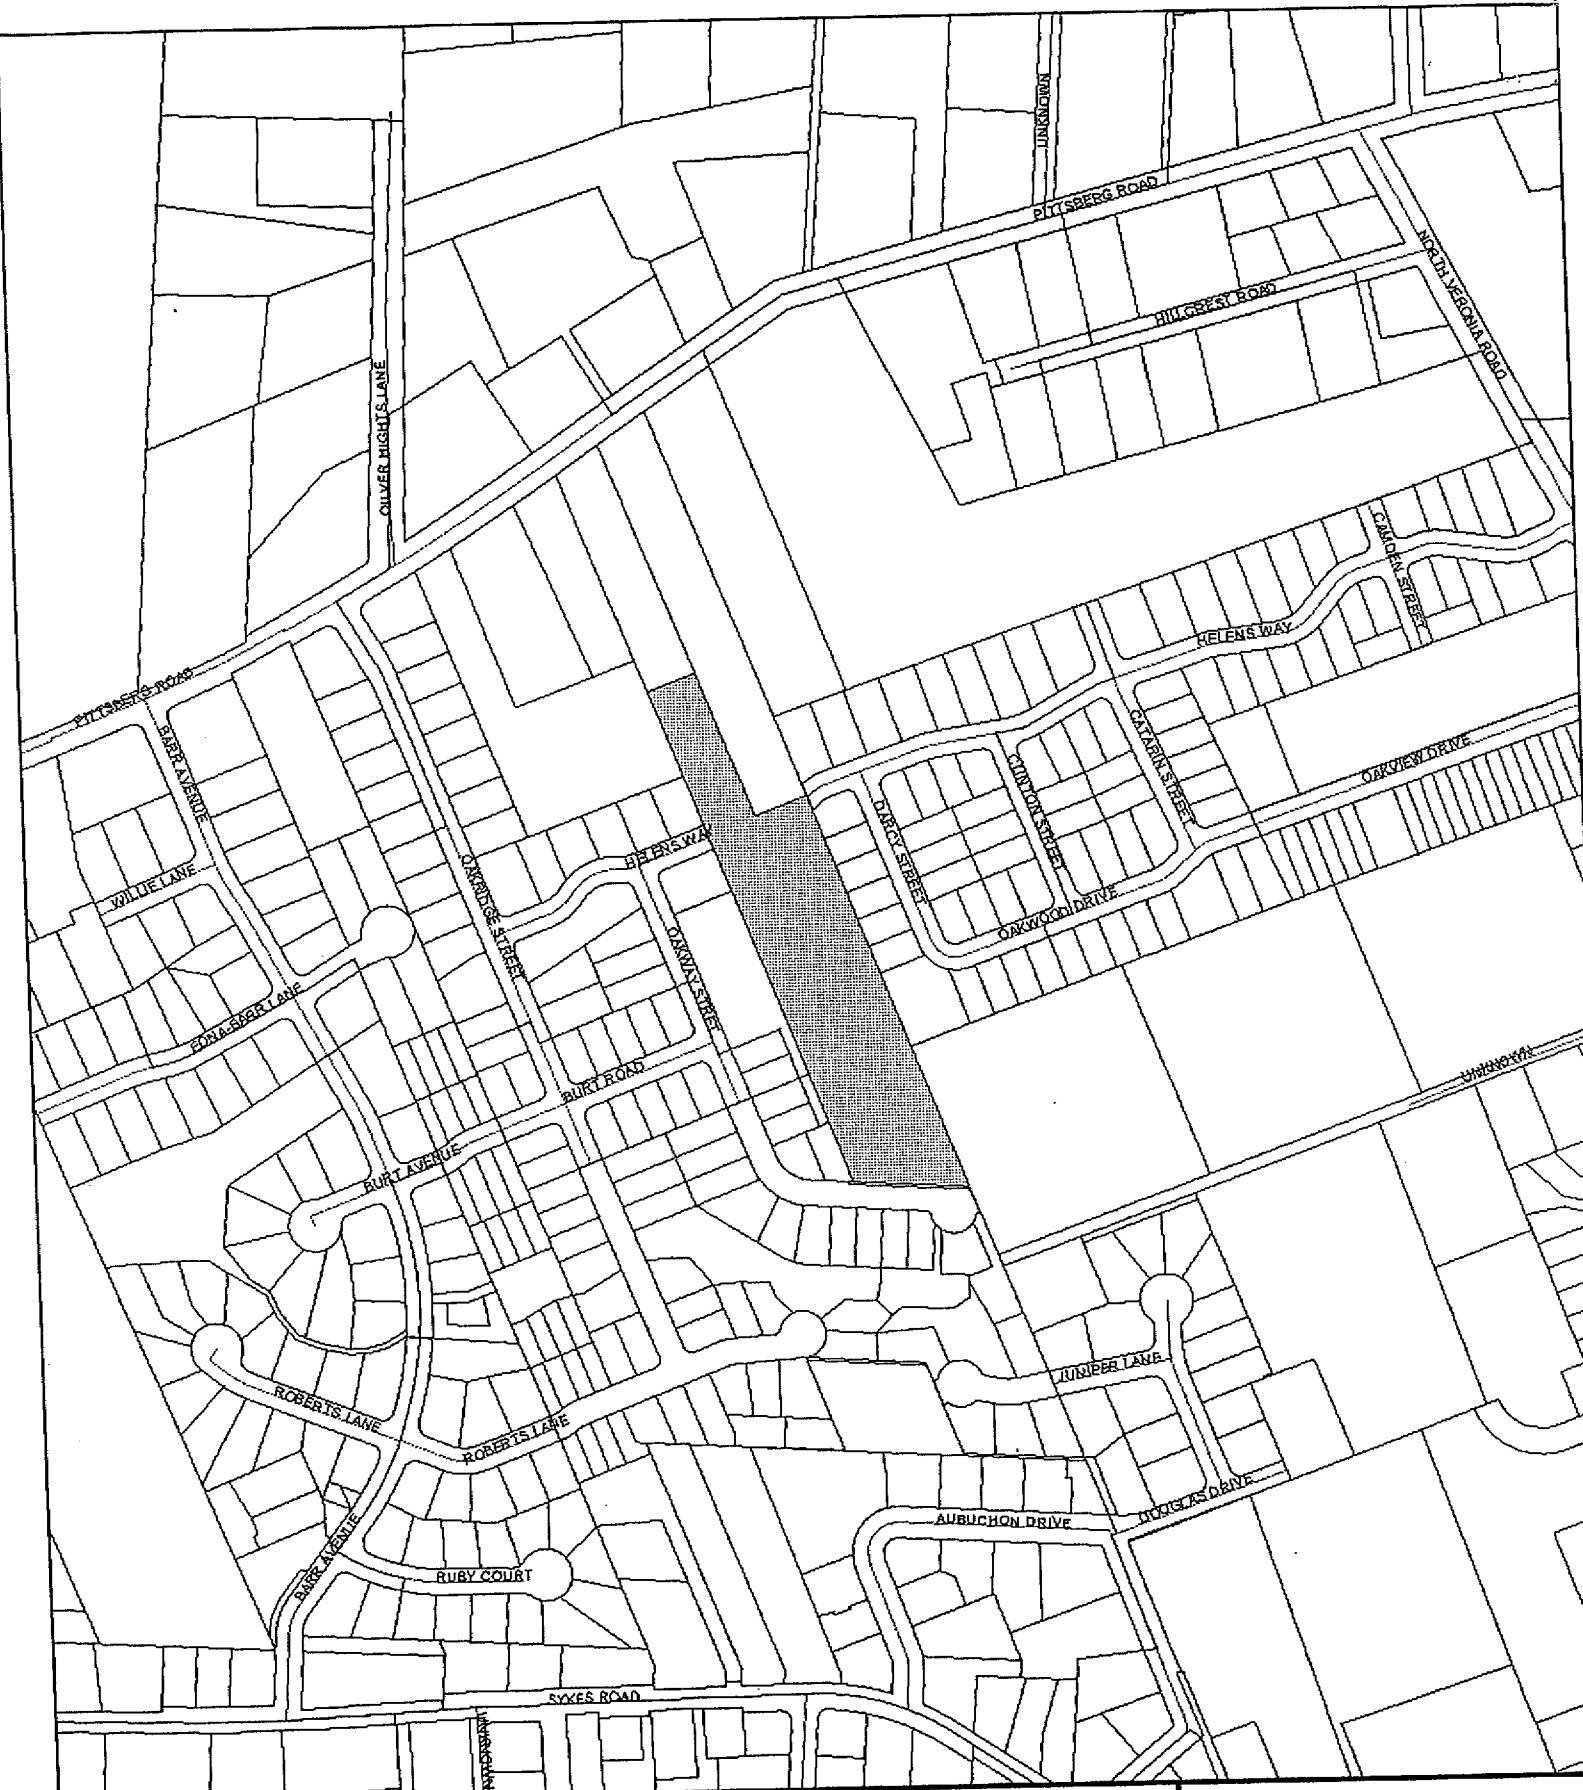 UNKNOWN
PITTSBERG ROAD
NORTH VERONIA ROAD
HILLCREST ROAD
OILVER HIGHTS LANE
CAMDEN STREET
HELENS WAY
PITTSBERG ROAD
BARR AVENUE
CATARIN STREET
OAKVIEW DRIVE
CLINTON STREET
DARCY STREET
HELENS WAY
OAKRIDGE STREET
WILLIE LANE
OAKWOOD DRIVE
OAKWAY STRET
EDNA BARR LANE
UNKNOWN
BURT ROAD
BURT AVENUE
JUNIPER LANE
ROBERTS LANE
ROBERTS LANE
DOUGLAS DRIVE
AUBUCHON DRIVE
BARR AVENUE
RUBY COURT
SYKES ROAD
UNKNOWN